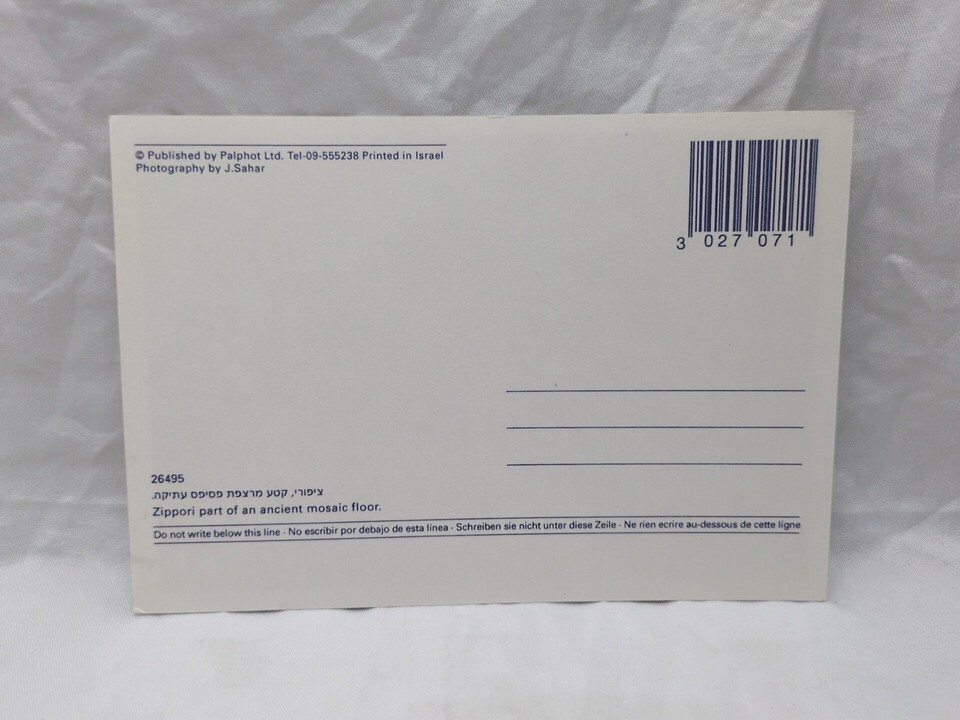 © Published by Palphot Ltd. Tel-09-555238 Printed in Israel
Photography by J.Sahar
3 027 071
26495
ציפורי, קטע מרצפת פסיפס עתיקה.
Zippori part of an ancient mosaic floor.
Do not write below this line · No escribir por debajo de esta línea · Schreiben sie nicht unter diese Zeile · Ne rien ecrire au-dessous de cette ligne